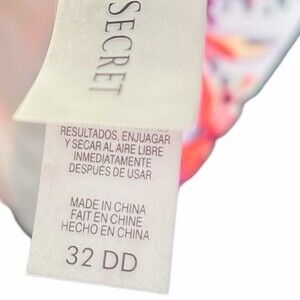 SECRET
RESULTADOS, ENJUAGAR
Y SECAR AL AIRE LIBRE
INMEDIATAMENTE
DESPUÉS DE USAR
MADE IN CHINA
FAIT EN CHINE
HECHO EN CHINA
32 DD